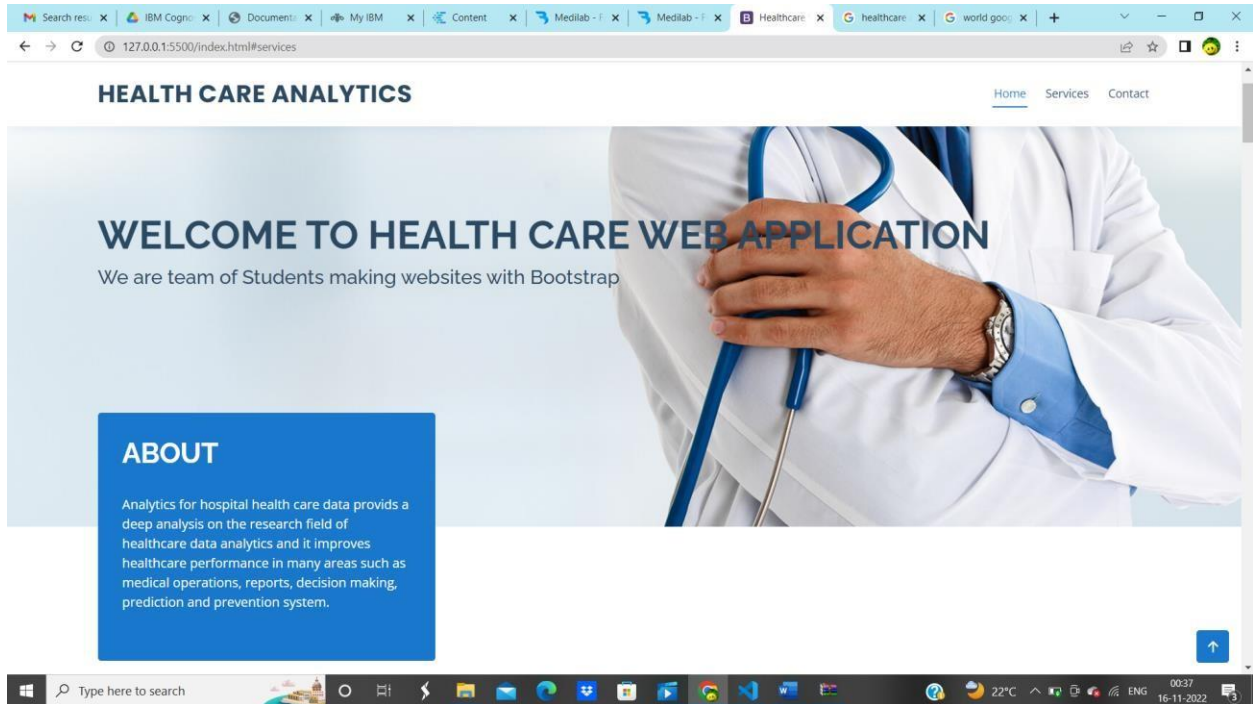 Search resu
IBM Cogno
Documenta
My IBM
Content
Medilab - F
Medilab - F
Healthcare
healthcare
world goog
127.0.0.1:5500/index.html#services
HEALTH CARE ANALYTICS
Home Services Contact
WELCOME TO HEALTH CARE WEB APPLICATION
We are team of Students making websites with Bootstrap
ABOUT
Analytics for hospital health care data provids a
deep analysis on the research field of
healthcare data analytics and it improves
healthcare performance in many areas such as
medical operations, reports, decision making,
prediction and prevention system.
Type here to search
22°C
ENG
00:37
16-11-2022
3